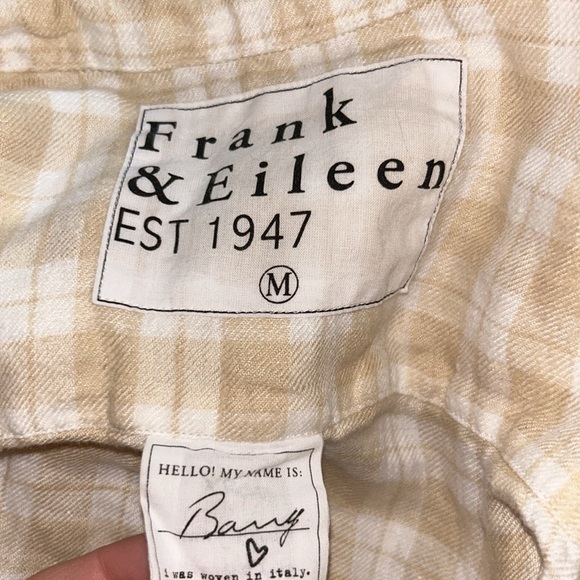 Frank
& Eileen
EST 1947
M
HELLO! MY NAME IS:
Barry
i was woven in italy.